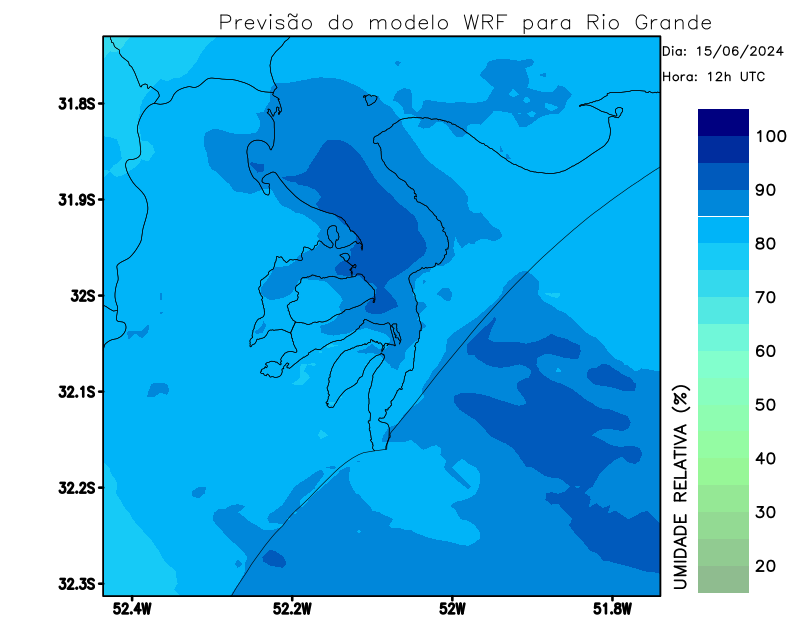 Previsão do modelo WRF para Rio Grande
Dia: 15/06/2024
Hora: 12h UTC
31.8S
31.9S
32S
32.1S
32.2S
32.3S
52.4W
52.2W
52W
51.8W
UMIDADE RELATIVA (%)
100
90
80
70
60
50
40
30
20